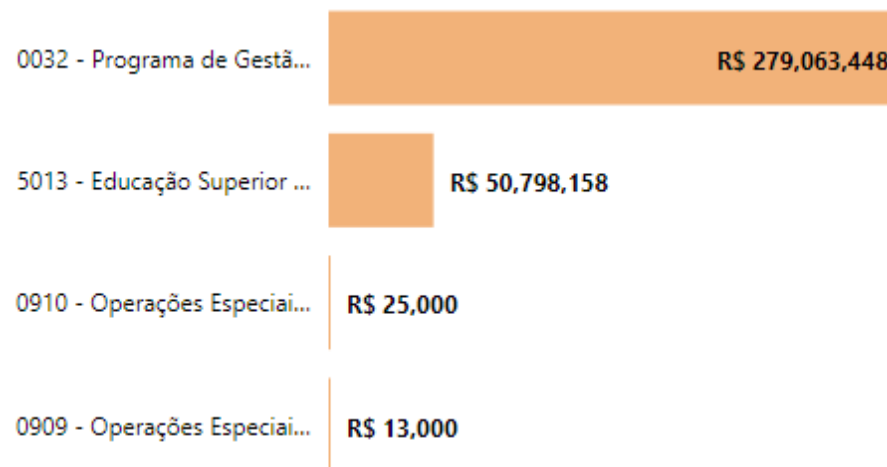 0032 - Programa de Gestã... R$ 279,063,448
5013 - Educação Superior ... R$ 50,798,158
0910 - Operações Especiai... R$ 25,000
0909 - Operações Especiai... R$ 13,000